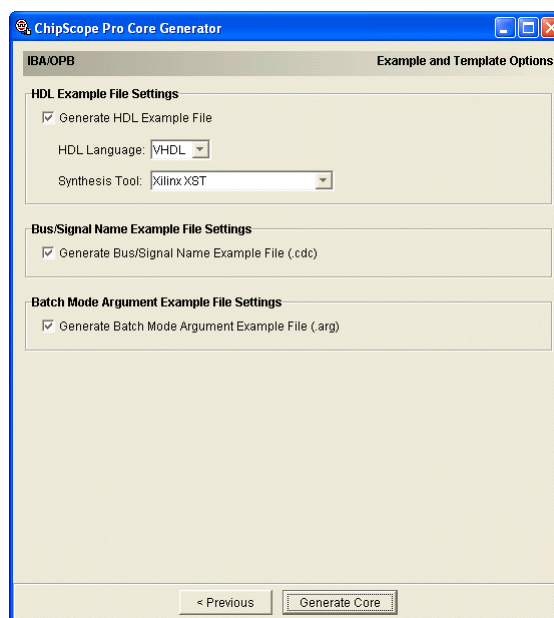 ChipScope Pro Core Generator
IBA/OPB Example and Template Options
HDL Example File Settings
Generate HDL Example File
HDL Language: VHDL
Synthesis Tool: Xilinx XST
Bus/Signal Name Example File Settings
Generate Bus/Signal Name Example File (.cdc)
Batch Mode Argument Example File Settings
Generate Batch Mode Argument Example File (.arg)
< Previous Generate Core